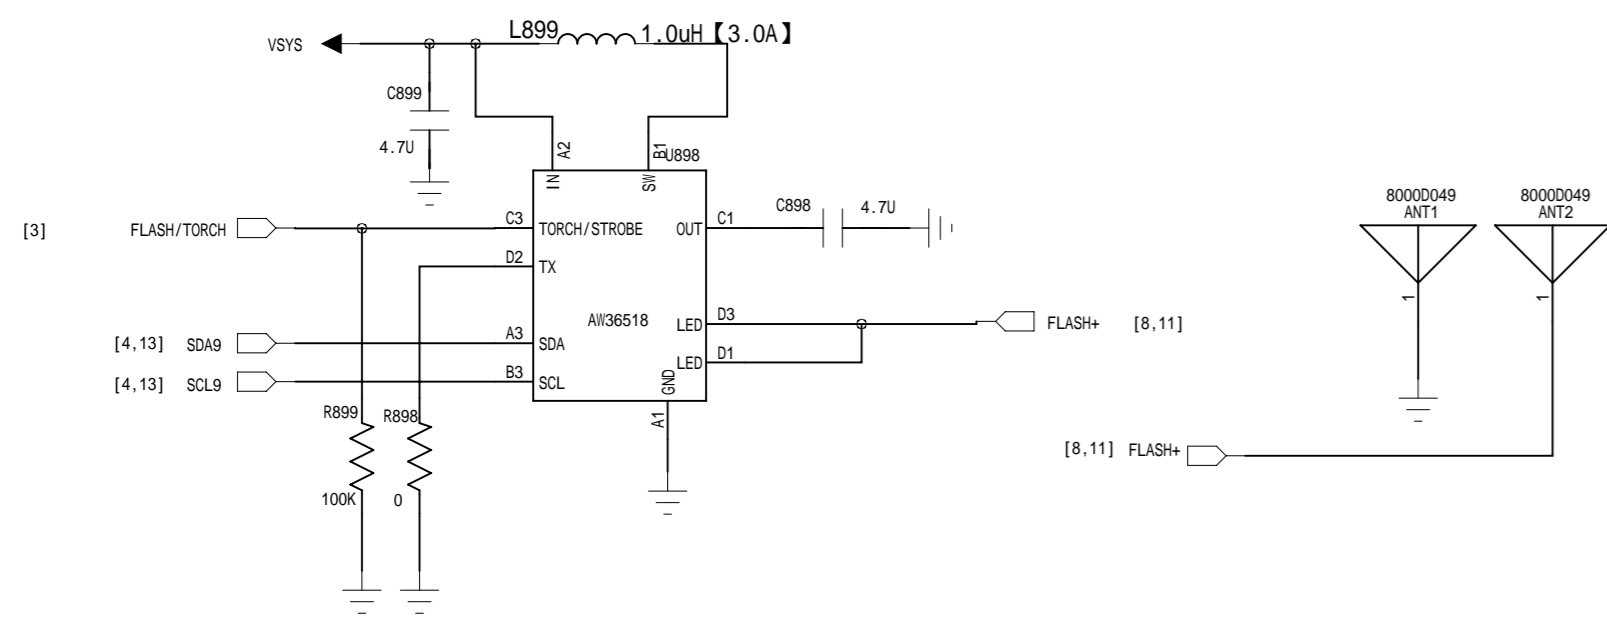 L899 1.0uH【3.0A】
VSYS
C899
4.7U
A2
B1
U898
IN
SW
[3] FLASH/TORCH
C3
TORCH/STROBE
OUT
C1
C898
4.7U
D2
TX
AW36518
[4,13] SDA9
A3
SDA
LED
D3
FLASH+ [8,11]
[4,13] SCL9
B3
SCL
LED
D1
GND
A1
R899
100K
R898
0
8000D049
ANT1
1
8000D049
ANT2
1
[8,11] FLASH+